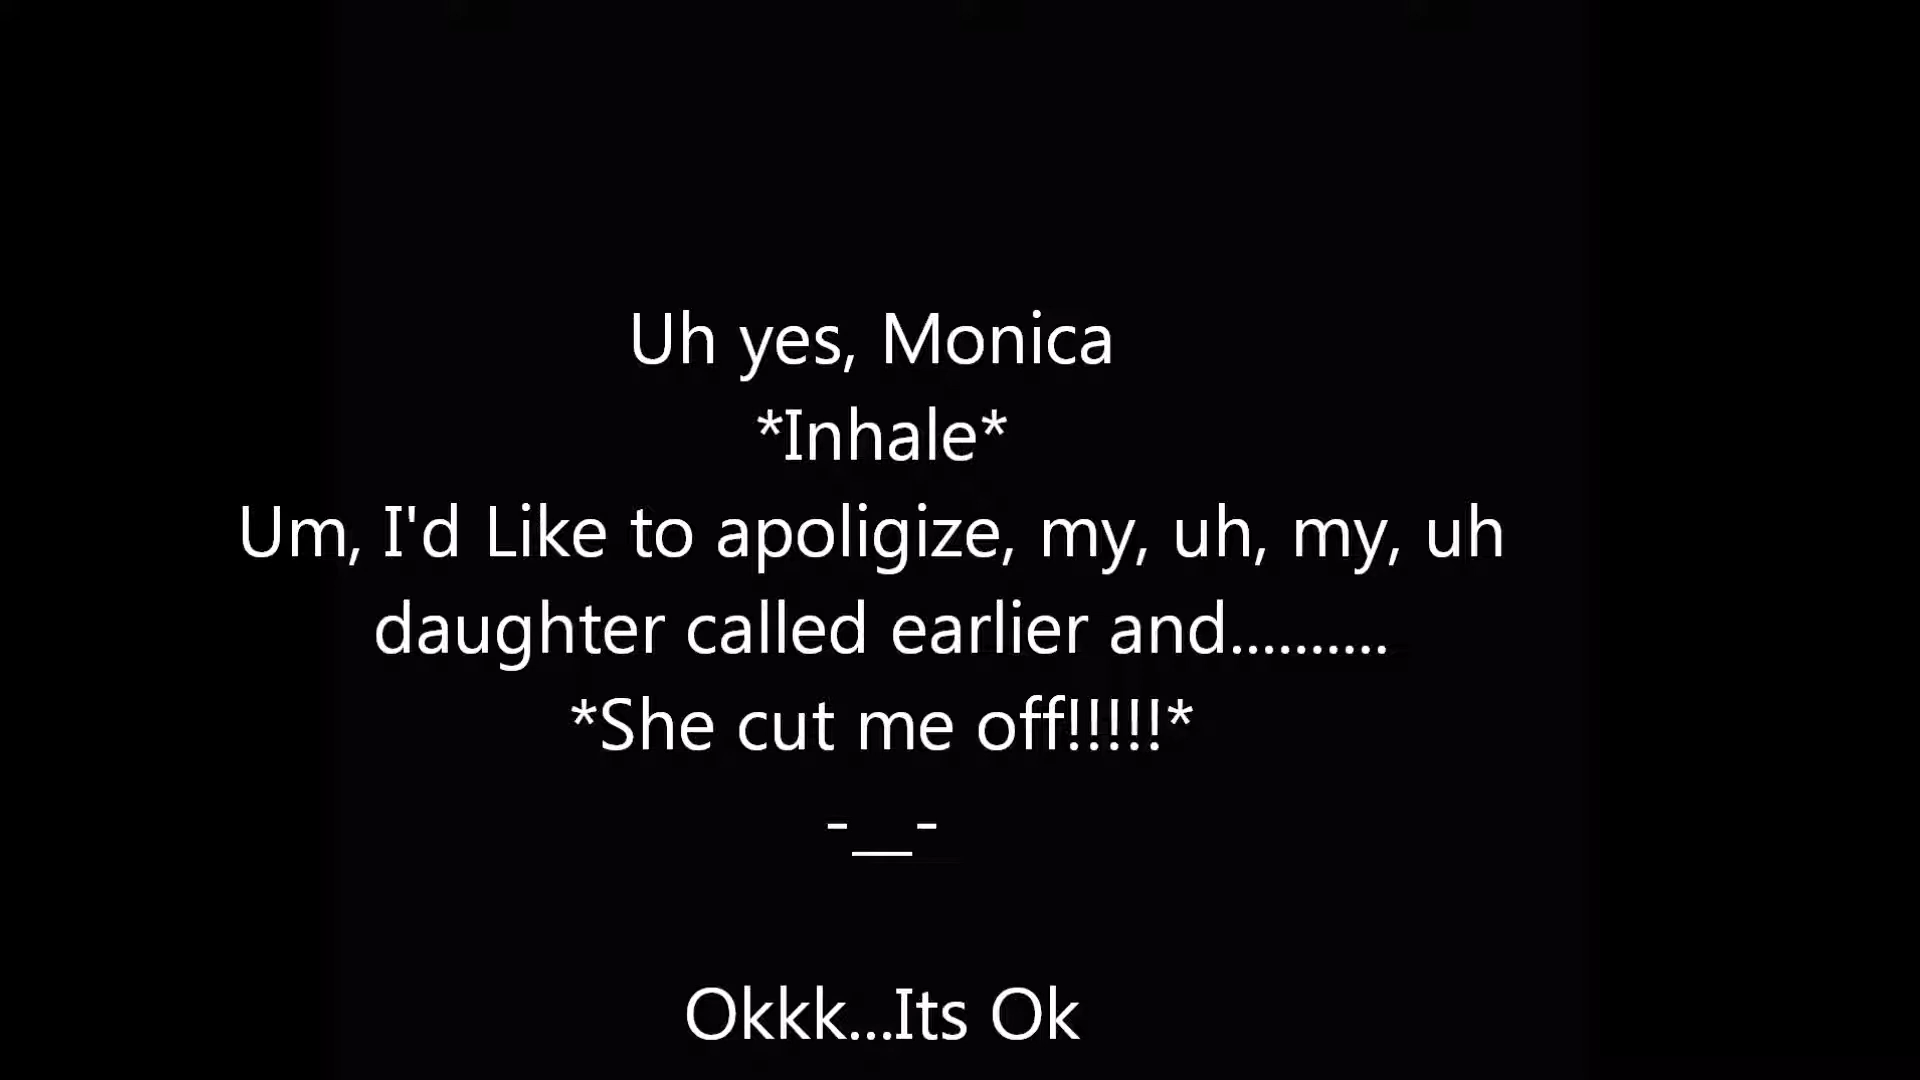 Uh yes, Monica
*Inhale*
Um, I'd Like to apoligize, my, uh, my, uh
daughter called earlier and..........
*She cut me off!!!!!*
-__-
Okkk...Its Ok